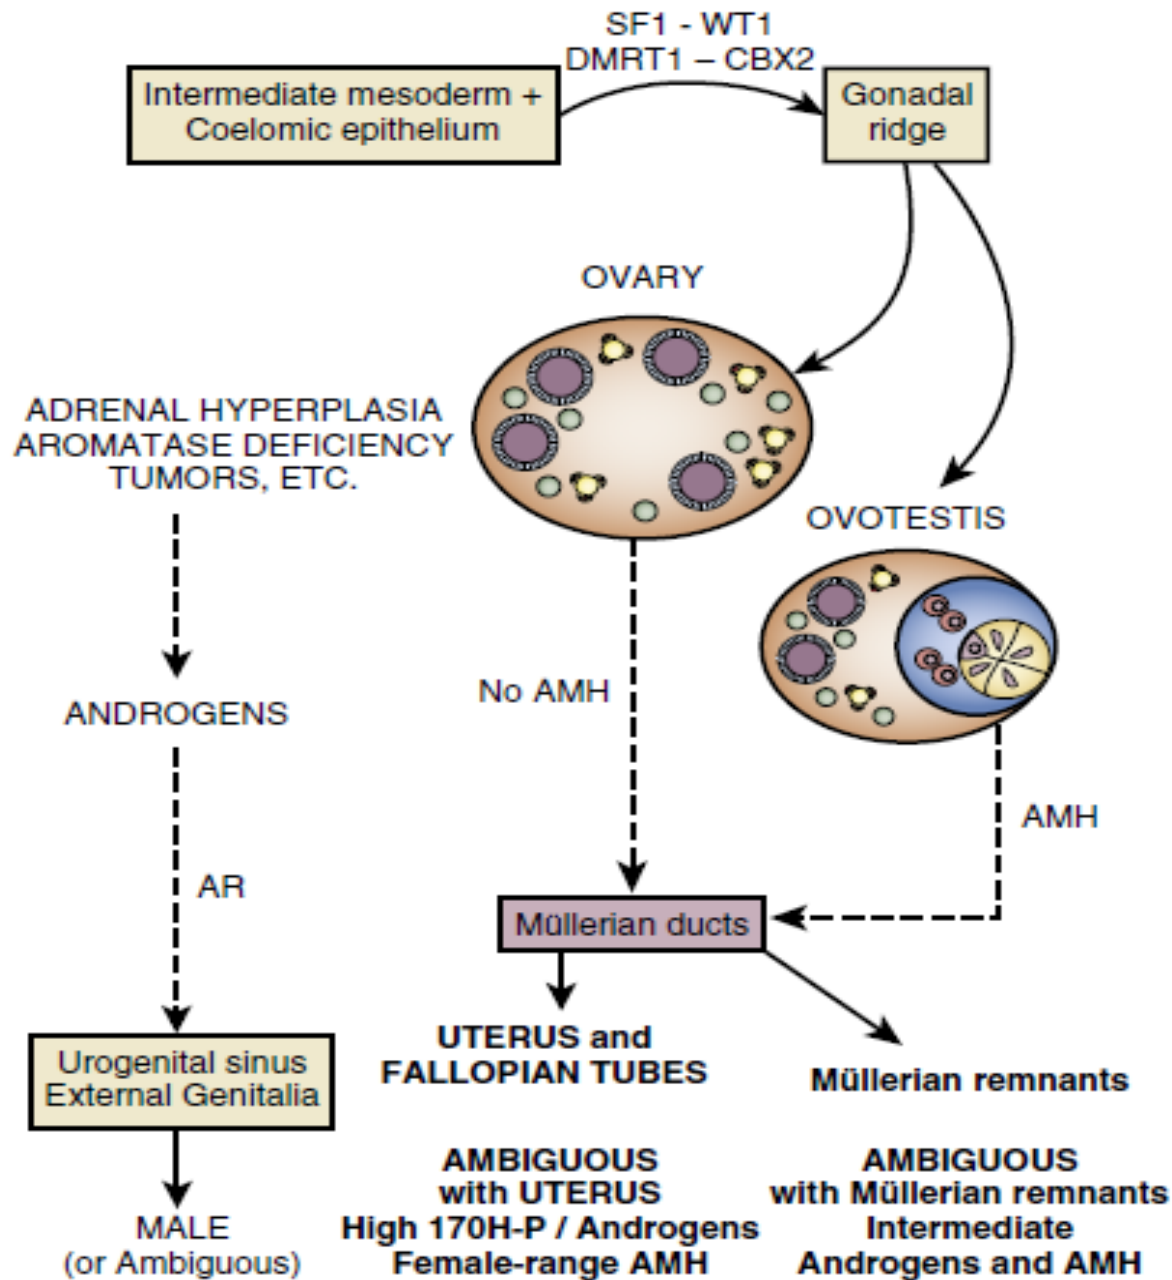 SF1 - WT1
DMRT1 – CBX2
Intermediate mesoderm +
Coelomic epithelium
Gonadal
ridge
OVARY
ADRENAL HYPERPLASIA
AROMATASE DEFICIENCY
TUMORS, ETC.
OVOTESTIS
No AMH
ANDROGENS
AMH
AR
Müllerian ducts
Urogenital sinus
External Genitalia
UTERUS and
FALLOPIAN TUBES
Müllerian remnants
MALE
(or Ambiguous)
AMBIGUOUS
with UTERUS
High 170H-P / Androgens
Female-range AMH
AMBIGUOUS
with Müllerian remnants
Intermediate
Androgens and AMH